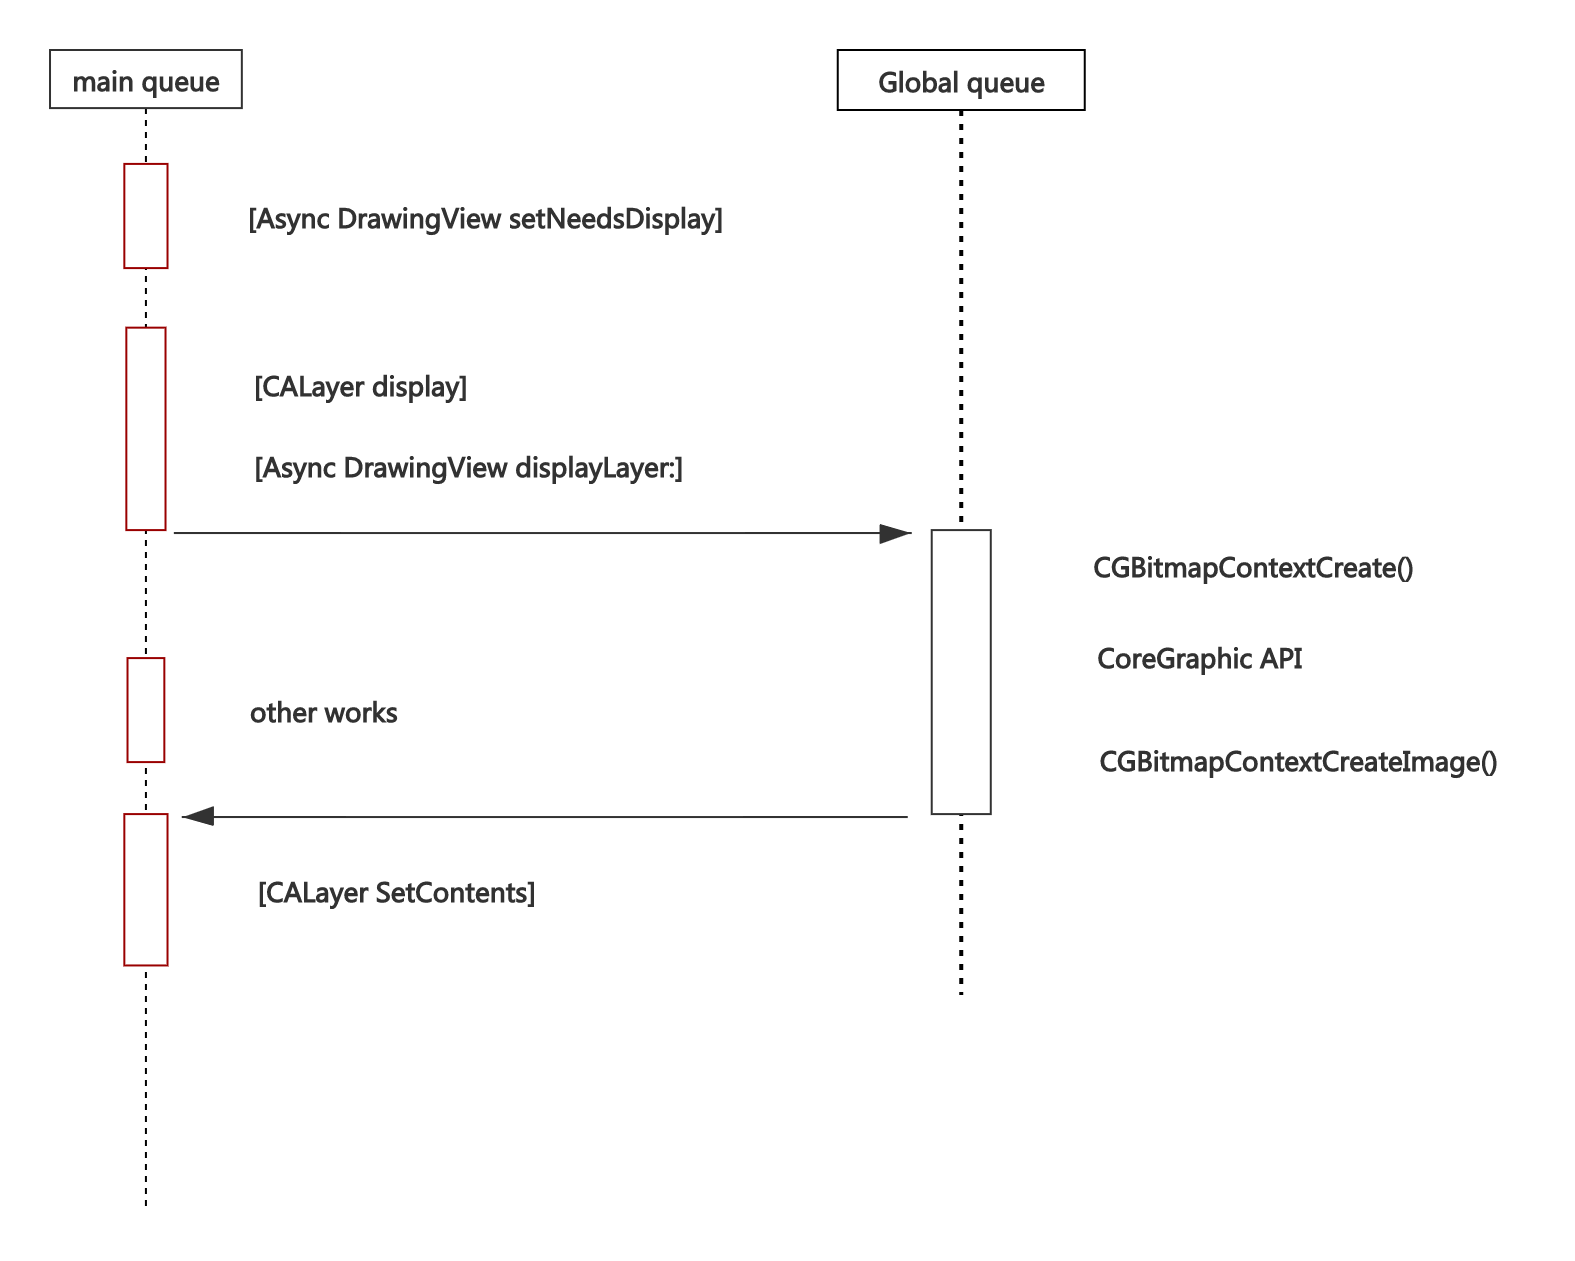 main queue
Global queue
[Async DrawingView setNeedsDisplay]
[CALayer display]
[Async DrawingView displayLayer:]
CGBitmapContextCreate()
CoreGraphic API
other works
CGBitmapContextCreateImage()
[CALayer SetContents]